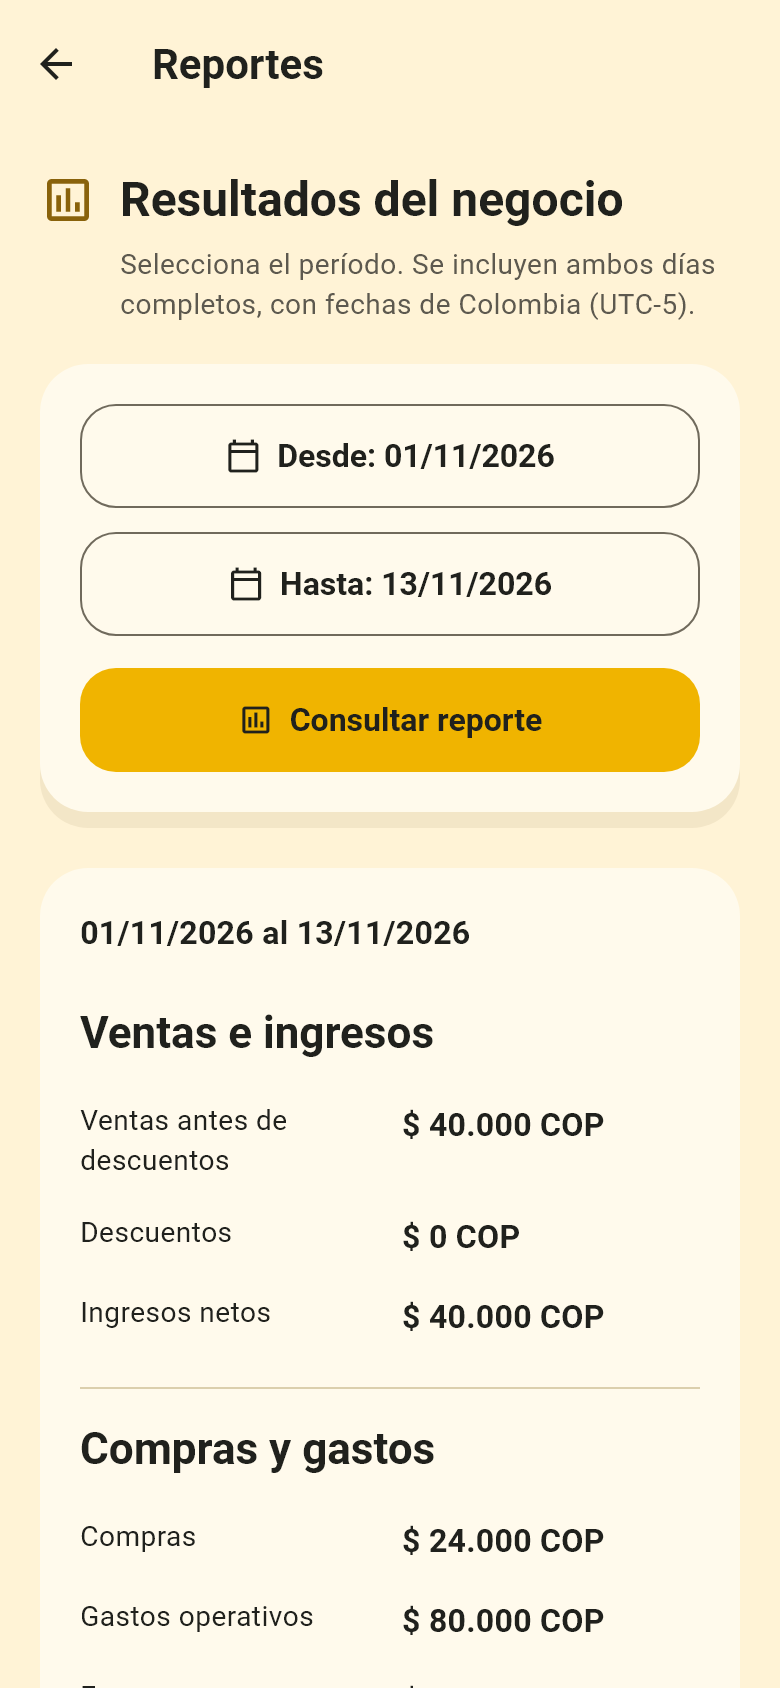 Reportes
Resultados del negocio
Selecciona el período. Se incluyen ambos días
completos, con fechas de Colombia (UTC-5).
Desde: 01/11/2026
Hasta: 13/11/2026
Consultar reporte
01/11/2026 al 13/11/2026
Ventas e ingresos
Ventas antes de
descuentos
$ 40.000 COP
Descuentos
$ 0 COP
Ingresos netos
$ 40.000 COP
Compras y gastos
Compras
$ 24.000 COP
Gastos operativos
$ 80.000 COP